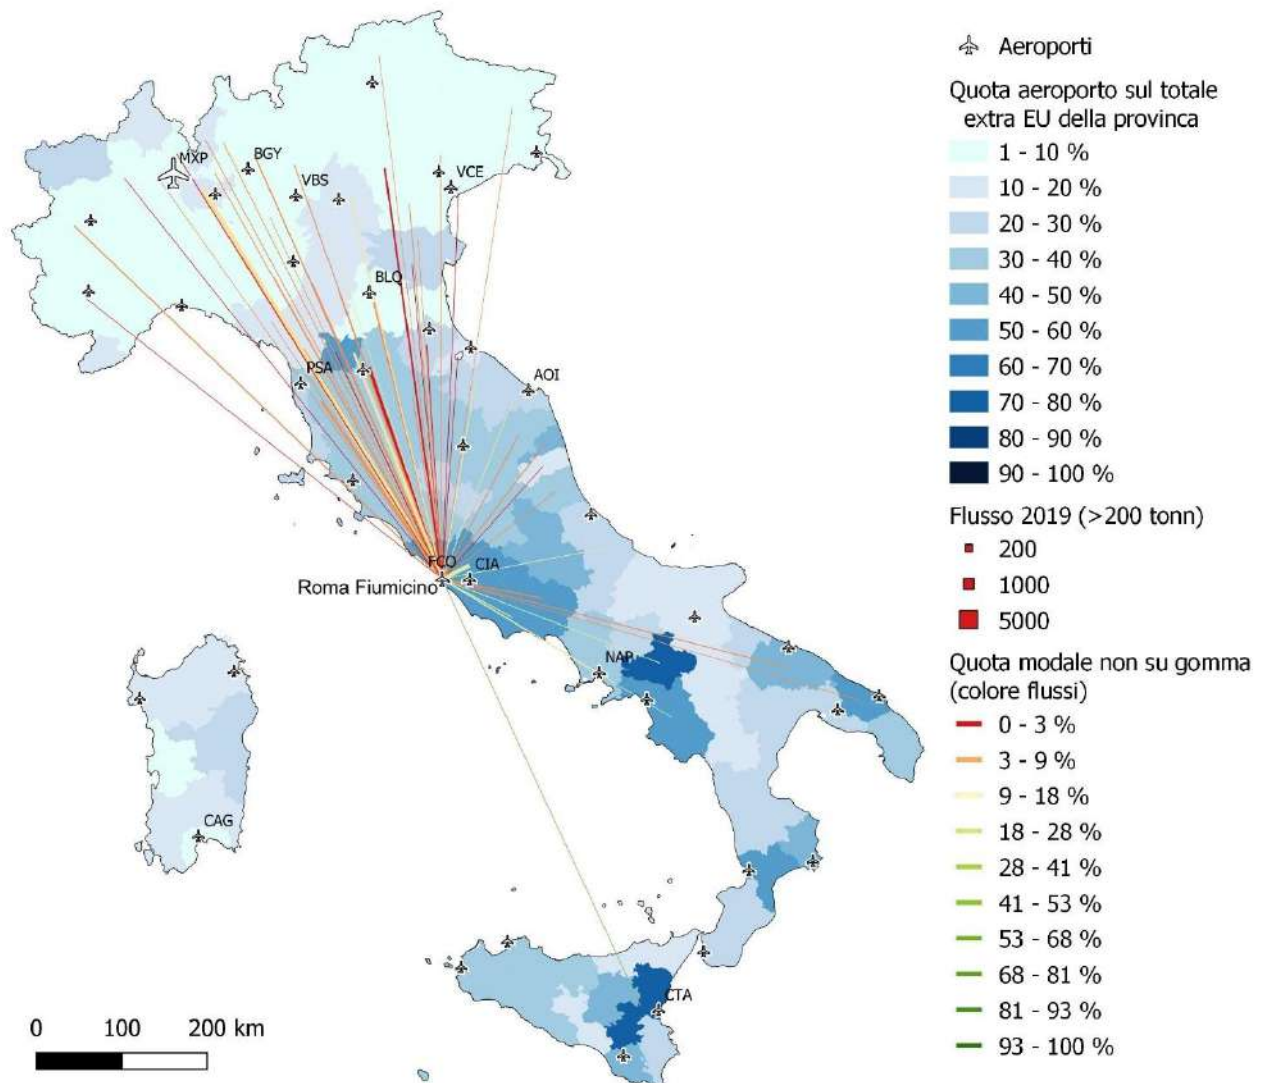 Aeroporti
Quota aeroporto sul totale
extra EU della provinca
1 - 10 %
10 - 20 %
20 - 30 %
30 - 40 %
40 - 50 %
50 - 60 %
60 - 70 %
70 - 80 %
80 - 90 %
90 - 100 %
Flusso 2019 (>200 tonn)
200
1000
5000
Quota modale non su gomma
(colore flussi)
0 - 3 %
3 - 9 %
9 - 18 %
18 - 28 %
28 - 41 %
41 - 53 %
53 - 68 %
68 - 81 %
81 - 93 %
93 - 100 %
MXP
BGY
VBS
VCE
BLQ
PSA
AOI
FCO
CIA
Roma Fiumicino
NAP
CAG
CTA
0 100 200 km